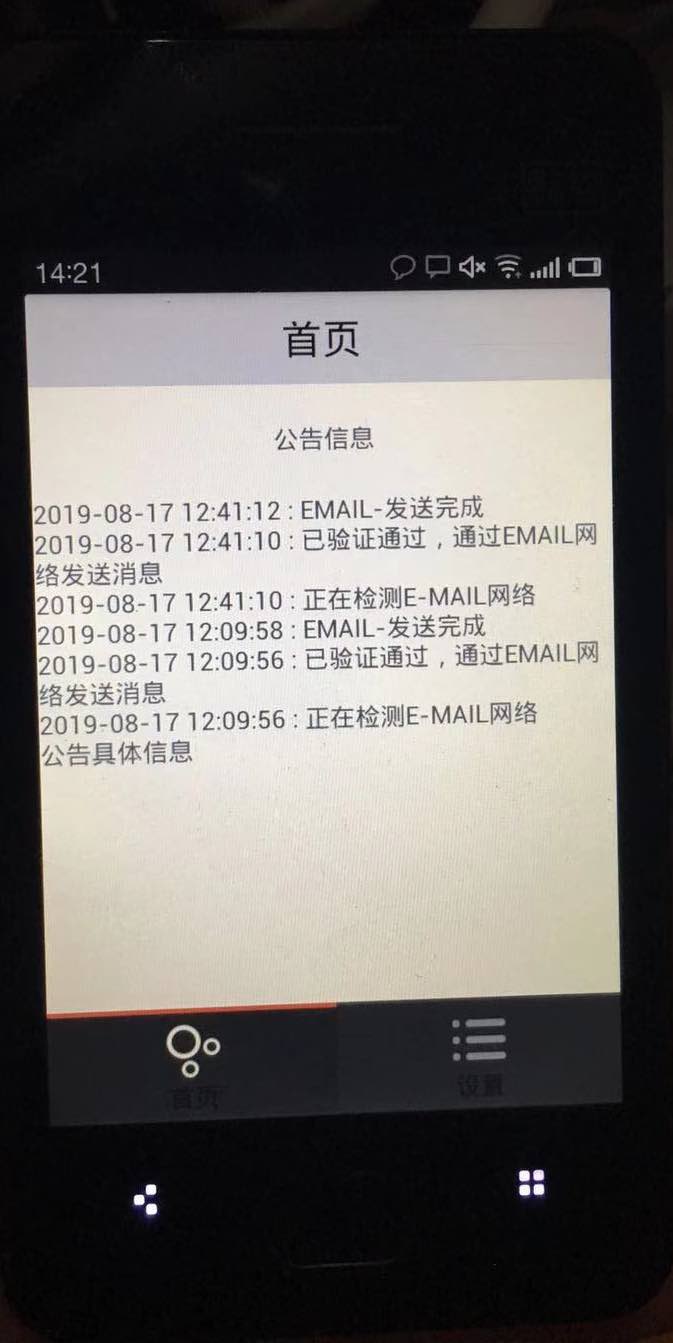 14:21
首页
公告信息
2019-08-17 12:41:12 : EMAIL-发送完成
2019-08-17 12:41:10 : 已验证通过，通过EMAIL网
络发送消息
2019-08-17 12:41:10 : 正在检测E-MAIL网络
2019-08-17 12:09:58 : EMAIL-发送完成
2019-08-17 12:09:56 : 已验证通过，通过EMAIL网
络发送消息
2019-08-17 12:09:56 : 正在检测E-MAIL网络
公告具体信息
首页
设置